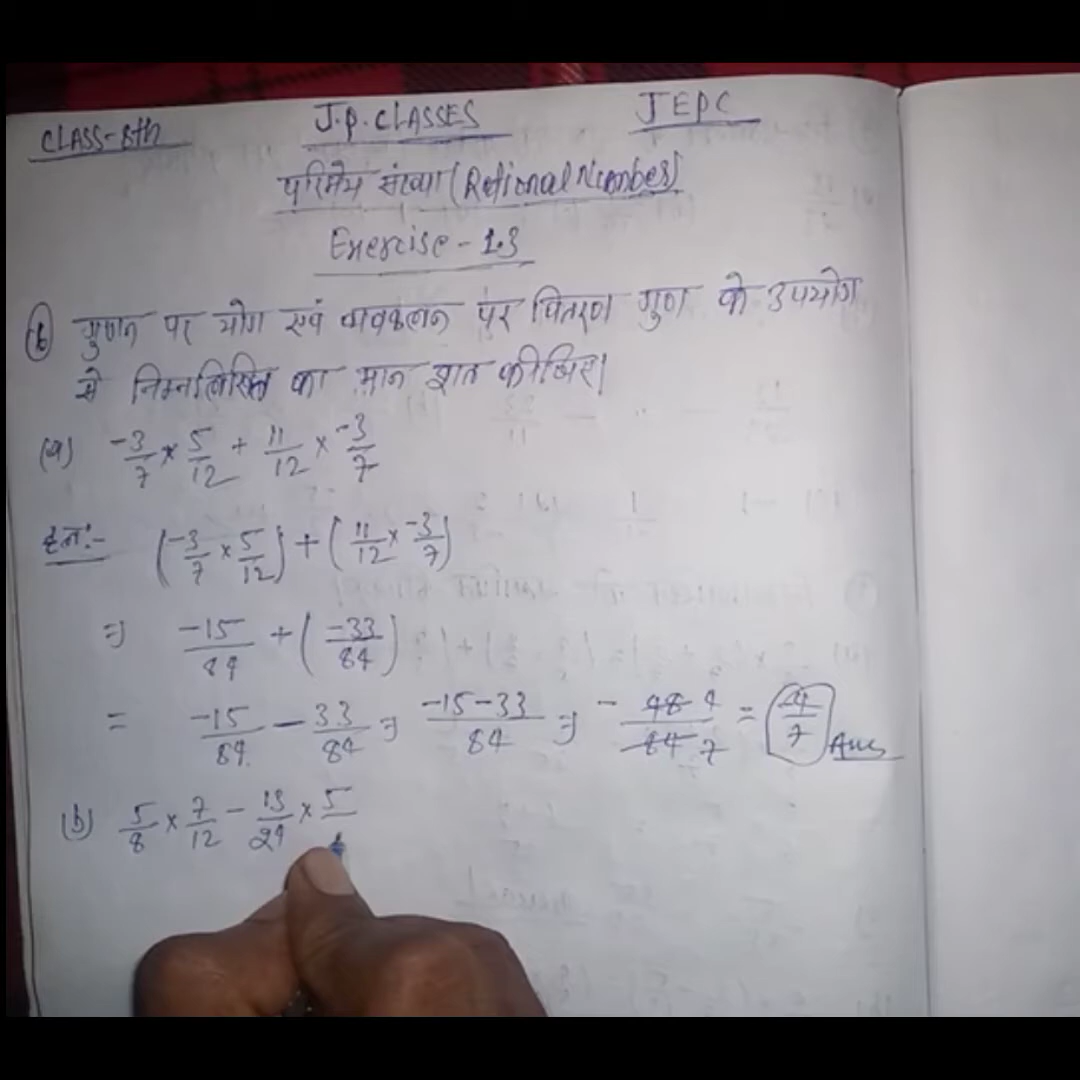 CLASS-8th J.P.CLASSES JEPC
परिमेय संख्या (Rational Number)
Exercise - 1.3
(6) गुणन पर योग एवं व्यवकलन पर वितरण गुण के उपयोग
से निम्नलिखित का मान ज्ञात कीजिए।
(a) -3/7 × 5/12 + 11/12 × -3/7
हल:- (-3/7 × 5/12) + (11/12 × -3/7)
⇒ -15/84 + (-33/84)
= -15/84 - 33/84 ⇒ -15-33/84 ⇒ - 48 4/84 7 = -4/7 Ans
(b) 5/8 × 7/12 - 13/24 × 5